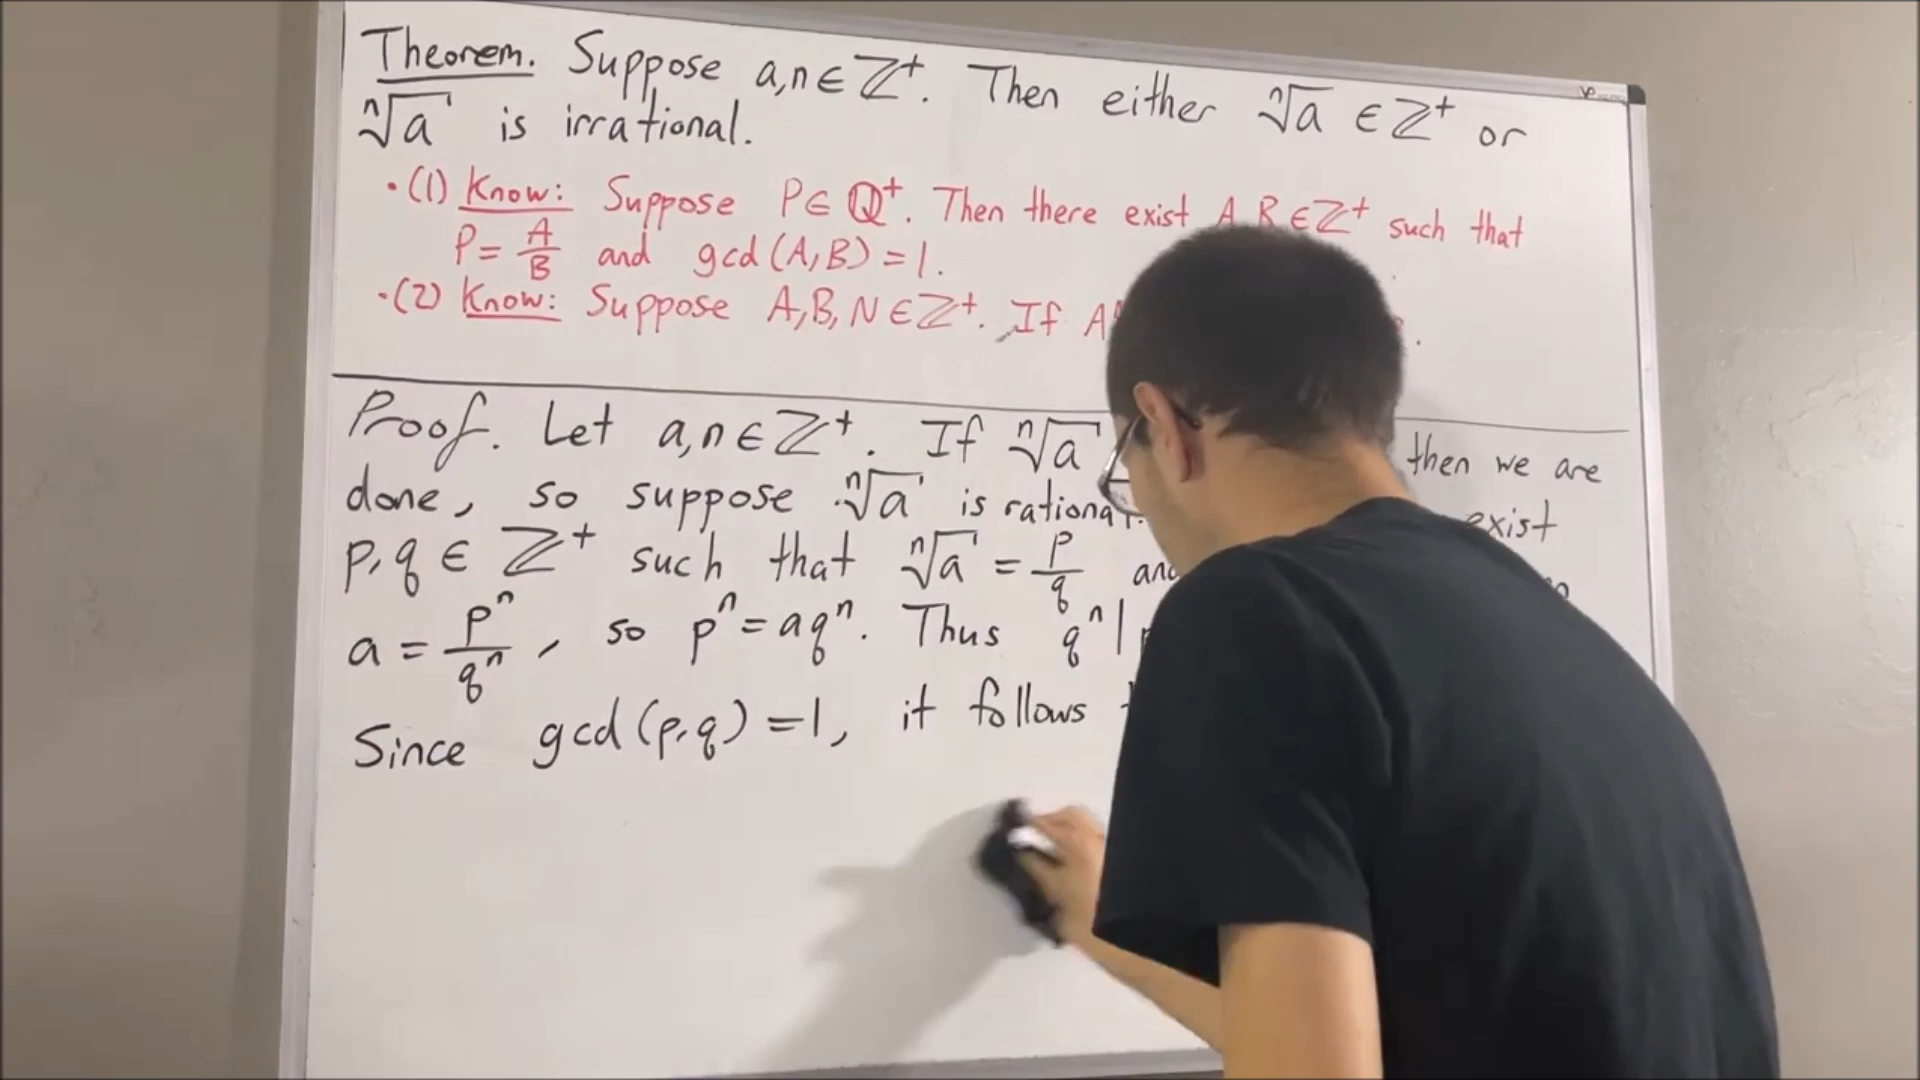 Theorem. Suppose a,n ∈ ℤ⁺. Then either ⁿ√a ∈ ℤ⁺ or
ⁿ√a is irrational.
• (1) Know: Suppose P ∈ ℚ⁺. Then there exist A, B ∈ ℤ⁺ such that
P = A/B and gcd(A,B) = 1.
• (2) Know: Suppose A,B,N ∈ ℤ⁺. If
Proof. Let a,n ∈ ℤ⁺. If ⁿ√a then we are
done, so suppose ⁿ√a is rational. exist
p,q ∈ ℤ⁺ such that ⁿ√a = p/q and
a = pⁿ/qⁿ, so pⁿ = aqⁿ. Thus qⁿ |
Since gcd(p,q) = 1, it follows